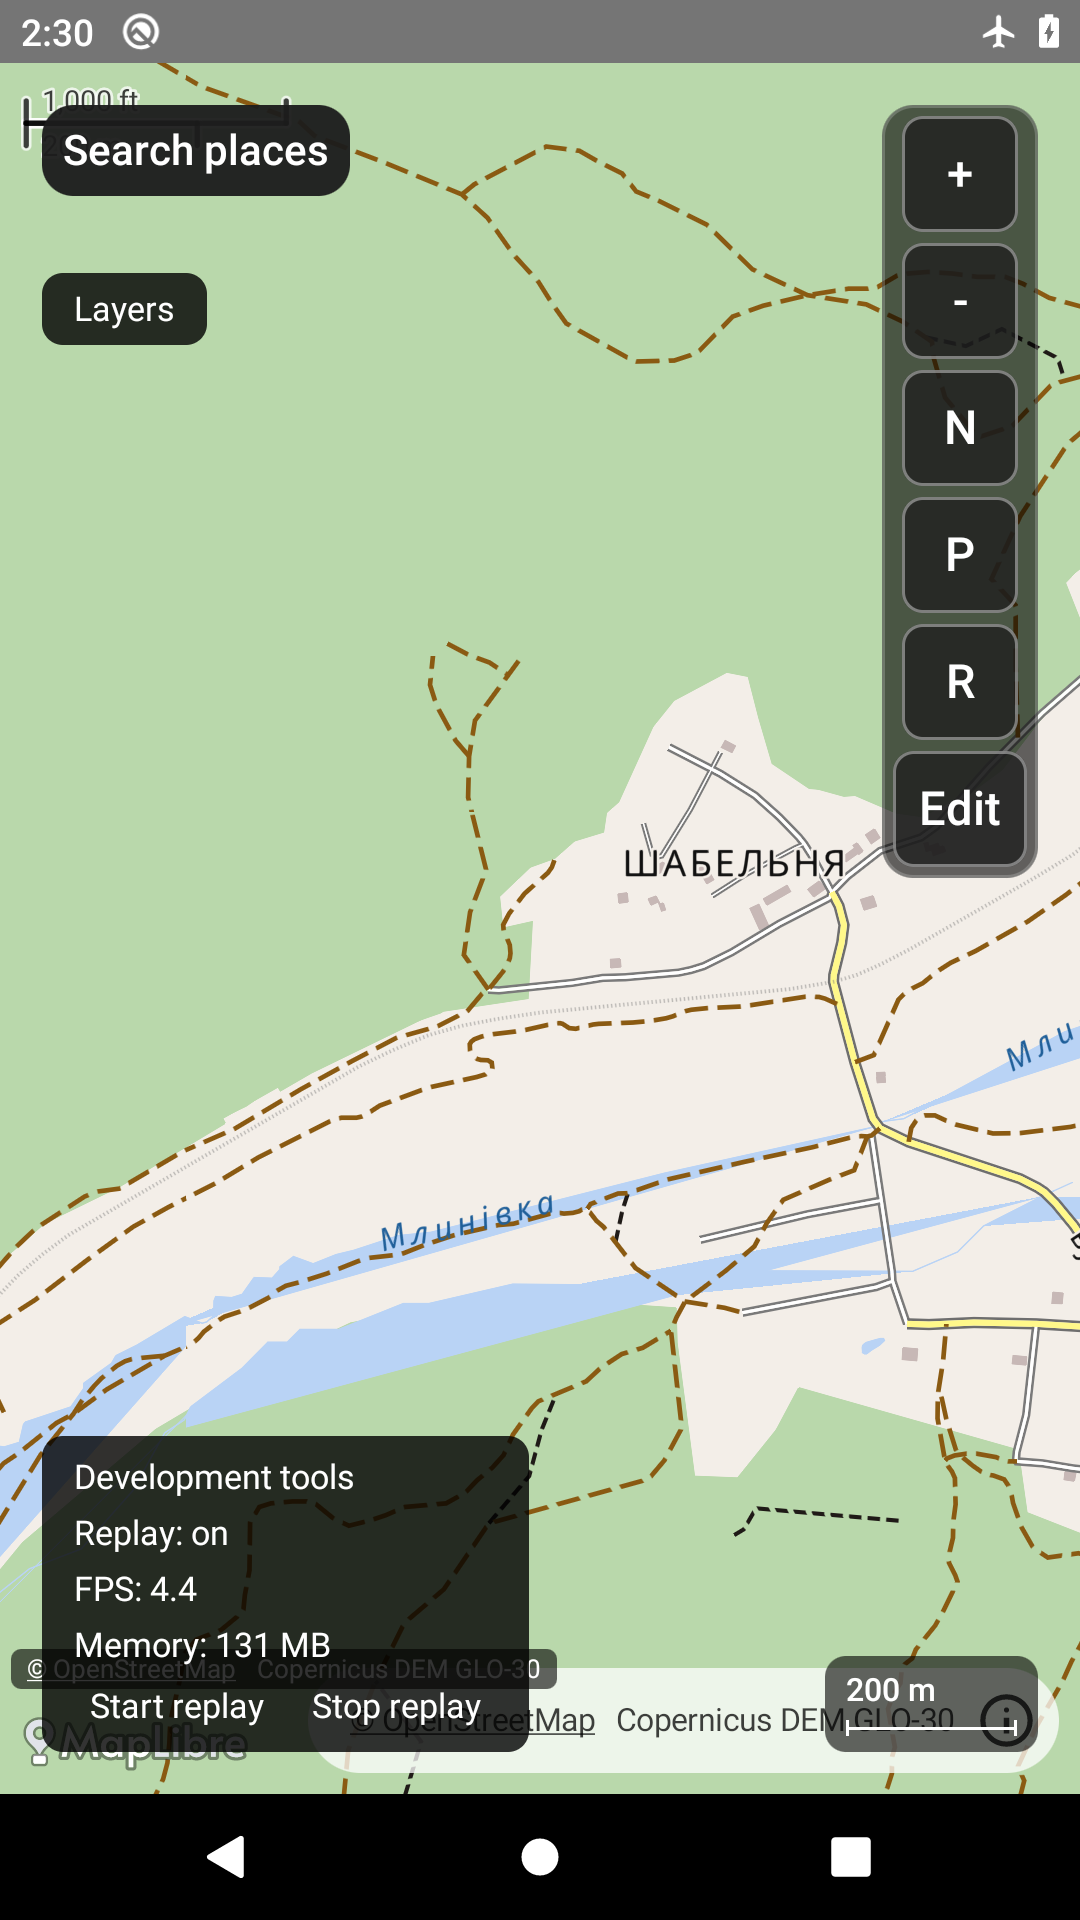 2:30
1,000 ft
Search places
Layers
+
-
N
P
R
Edit
ШАБЕЛЬНЯ
Мли
Млинівка
Development tools
Replay: on
FPS: 4.4
Memory: 131 MB
© OpenStreetMap Copernicus DEM GLO-30
Start replay Stop replay
200 m
© OpenStreetMap Copernicus DEM GLO-30
MapLibre